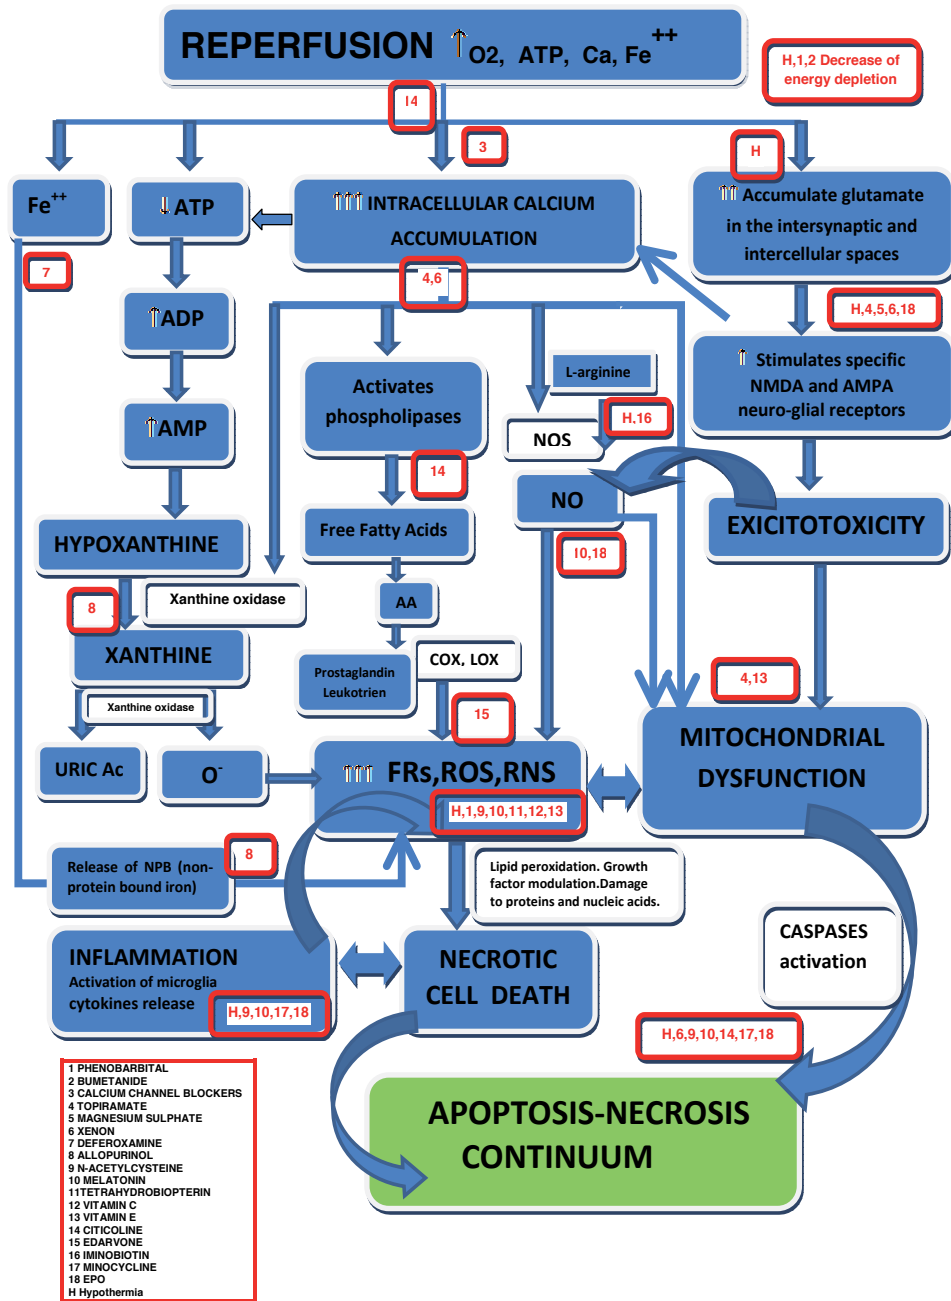 REPERFUSION ↑O2, ATP, Ca, Fe++
H,1,2 Decrease of
energy depletion
14
3
H
Fe++
↓ATP
↑↑↑ INTRACELLULAR CALCIUM
ACCUMULATION
↑↑ Accumulate glutamate
in the intersynaptic and
intercellular spaces
7
4,6
H,4,5,6,18
↑ADP
↑ Stimulates specific
NMDA and AMPA
neuro-glial receptors
L-arginine
Activates
phospholipases
↑AMP
NOS
H,16
14
NO
EXICITOTOXICITY
HYPOXANTHINE
Free Fatty Acids
10,18
Xanthine oxidase
8
AA
XANTHINE
COX, LOX
Prostaglandin
Leukotrien
4,13
Xanthine oxidase
15
MITOCHONDRIAL
DYSFUNCTION
URIC Ac
O-
↑↑↑ FRs,ROS,RNS
H,1,9,10,11,12,13
8
Release of NPB (non-
protein bound iron)
Lipid peroxidation. Growth
factor modulation.Damage
to proteins and nucleic acids.
CASPASES
activation
INFLAMMATION
Activation of microglia
cytokines release
H,9,10,17,18
NECROTIC
CELL DEATH
H,6,9,10,14,17,18
APOPTOSIS-NECROSIS
CONTINUUM
1 PHENOBARBITAL
2 BUMETANIDE
3 CALCIUM CHANNEL BLOCKERS
4 TOPIRAMATE
5 MAGNESIUM SULPHATE
6 XENON
7 DEFEROXAMINE
8 ALLOPURINOL
9 N-ACETYLCYSTEINE
10 MELATONIN
11TETRAHYDROBIOPTERIN
12 VITAMIN C
13 VITAMIN E
14 CITICOLINE
15 EDARVONE
16 IMINOBIOTIN
17 MINOCYCLINE
18 EPO
H Hypothermia